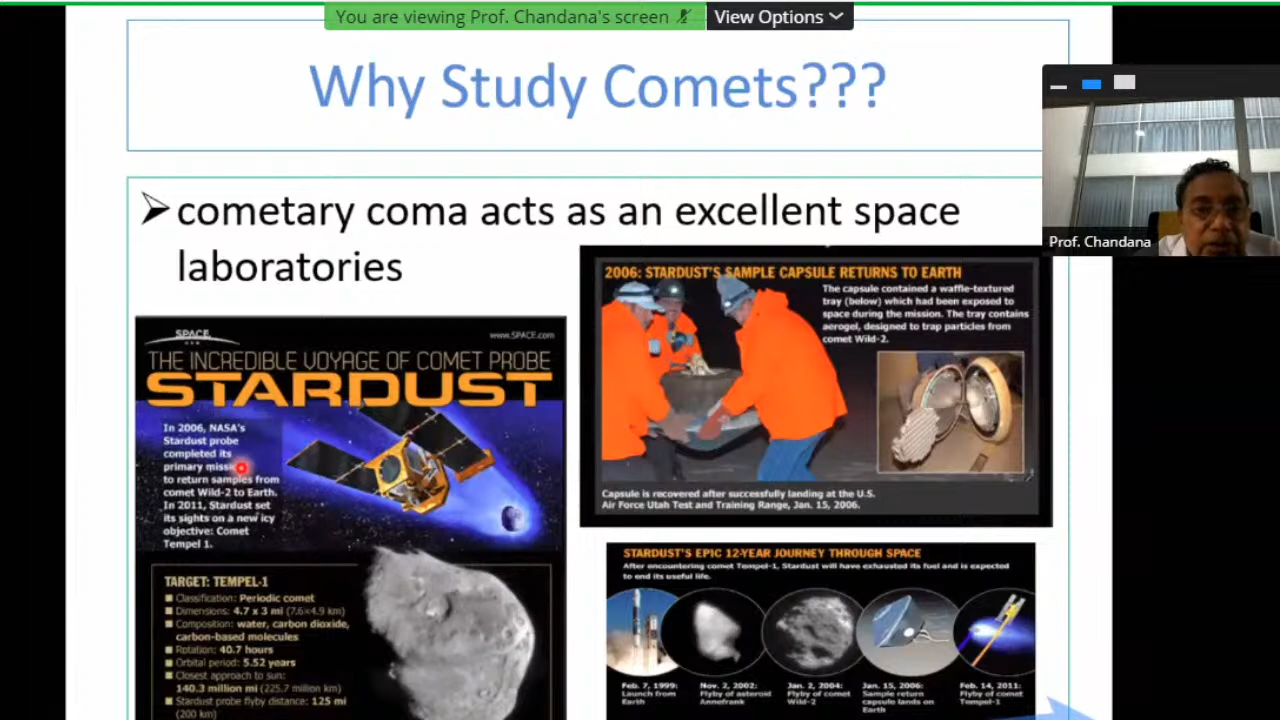 You are viewing Prof. Chandana's screen
View Options
Why Study Comets???
Prof. Chandana
➢cometary coma acts as an excellent space
laboratories
SPACE
www.SPACE.com
THE INCREDIBLE VOYAGE OF COMET PROBE
STARDUST
In 2006, NASA's
Stardust probe
completed its
primary missi
to return samples from
comet Wild-2 to Earth.
In 2011, Stardust set
its sights on a new icy
objective: Comet
Tempel 1.
TARGET: TEMPEL-1
Classification: Periodic comet
Dimensions: 4.7 x 3 mi (7.6×4.9 km)
Composition: water, carbon dioxide,
carbon-based molecules
Rotation: 40.7 hours
Orbital period: 5.52 years
Closest approach to sun:
140.3 million mi (225.7 million km)
Stardust probe flyby distance: 125 mi
(200 km)
2006: STARDUST'S SAMPLE CAPSULE RETURNS TO EARTH
The capsule contained a waffle-textured
tray (below) which had been exposed to
space during the mission. The tray contains
aerogel, designed to trap particles from
comet Wild-2.
Capsule is recovered after successfully landing at the U.S.
Air Force Utah Test and Training Range, Jan. 15, 2006.
STARDUST'S EPIC 12-YEAR JOURNEY THROUGH SPACE
After encountering comet Tempel-1, Stardust will have exhausted its fuel and is expected
to end its useful life.
Feb. 7, 1999:
Launch from
Earth
Nov. 2, 2002:
Flyby of asteroid
Annefrank
Jan. 2, 2004:
Flyby of comet
Wild-2
Jan. 15, 2006:
Sample return
capsule lands on
Earth
Feb. 14, 2011:
Flyby of comet
Tempel-1